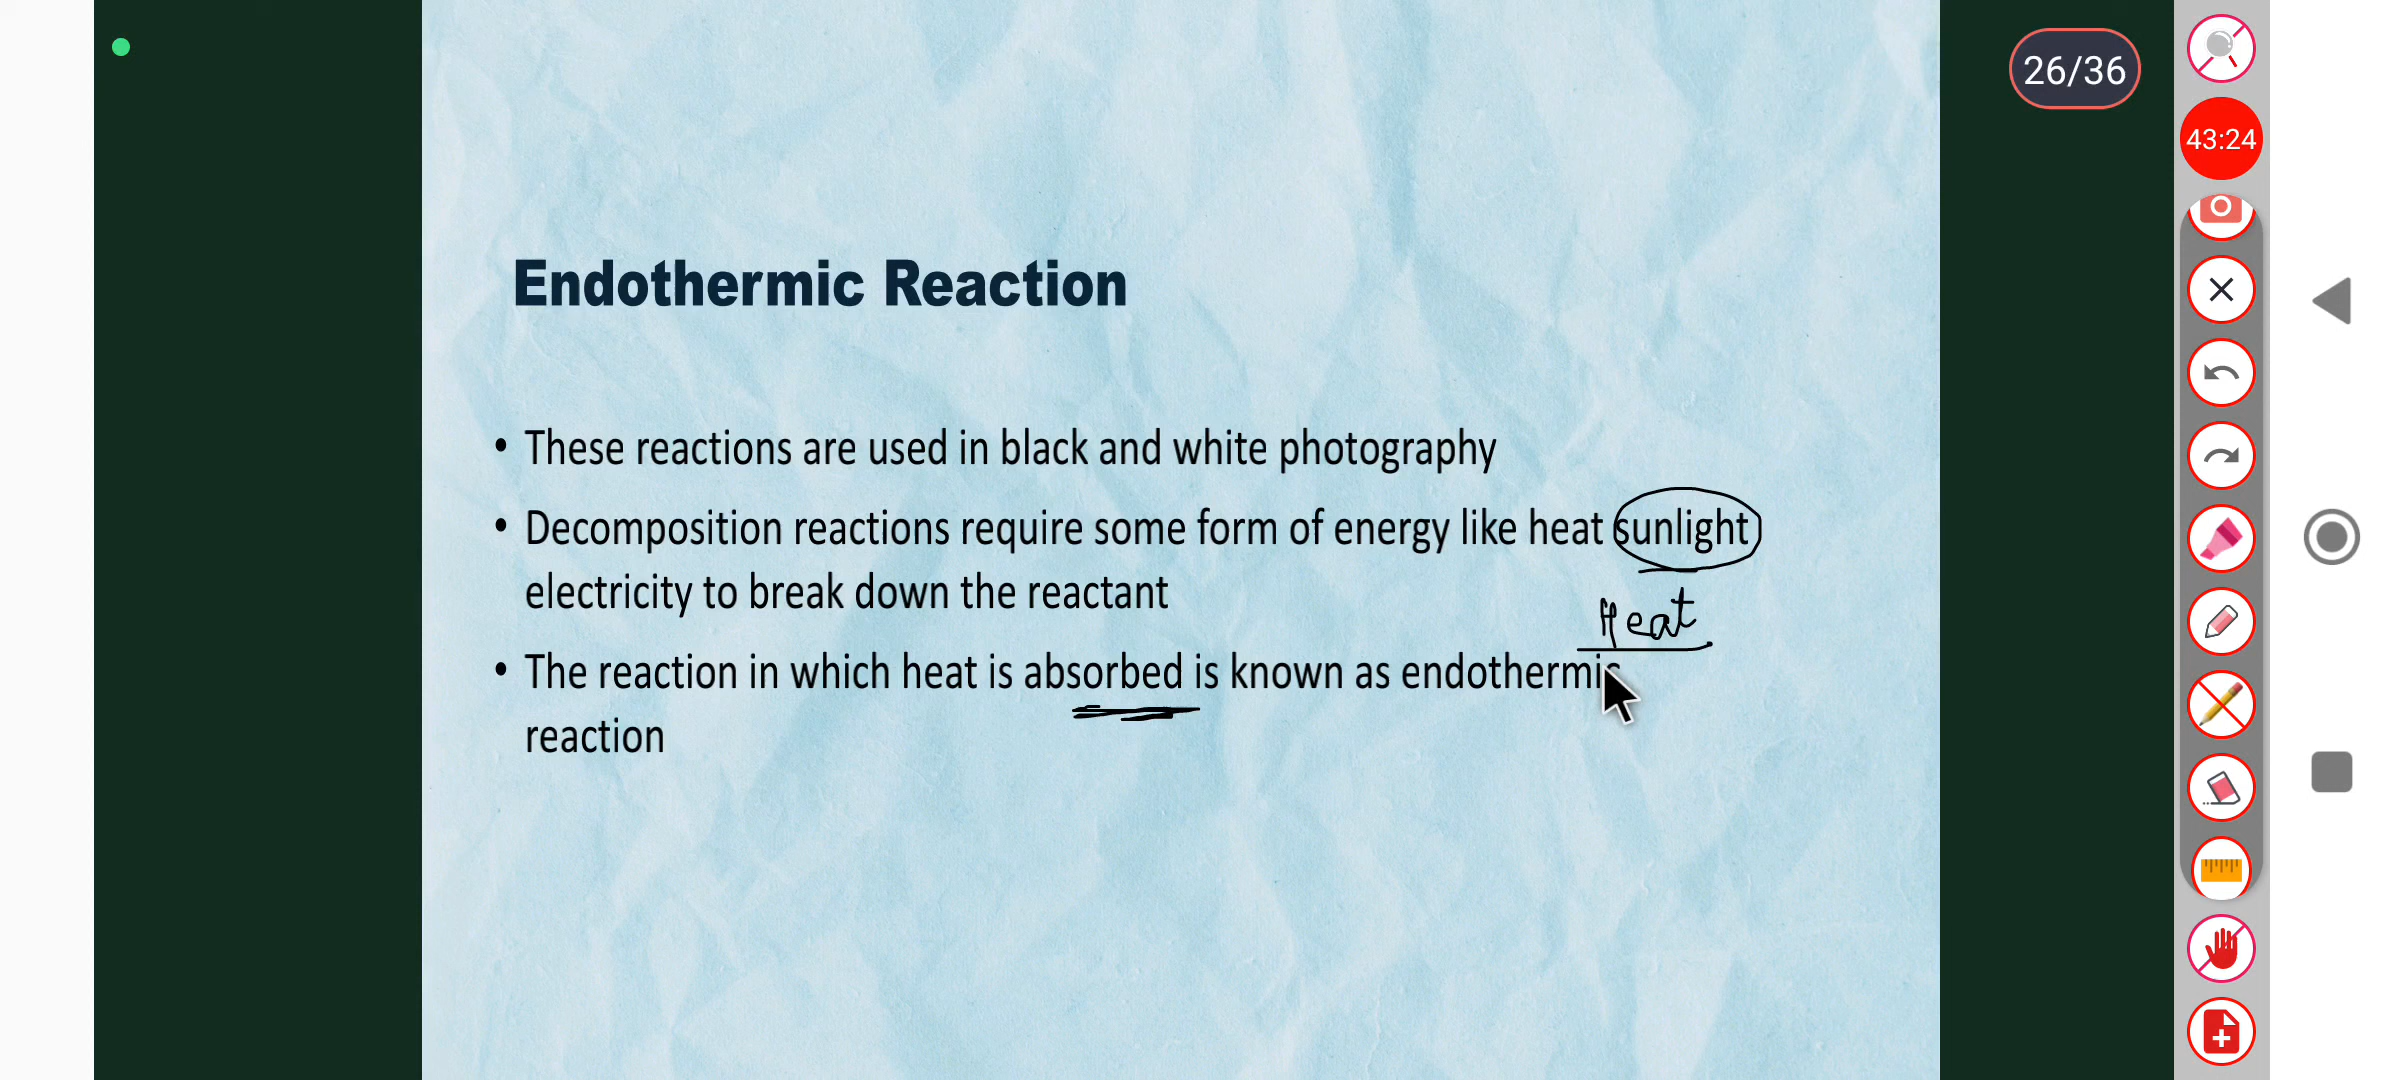 26/36
43:24
Endothermic Reaction
• These reactions are used in black and white photography
• Decomposition reactions require some form of energy like heat sunlight
electricity to break down the reactant
Heat
• The reaction in which heat is absorbed is known as endothermic
reaction